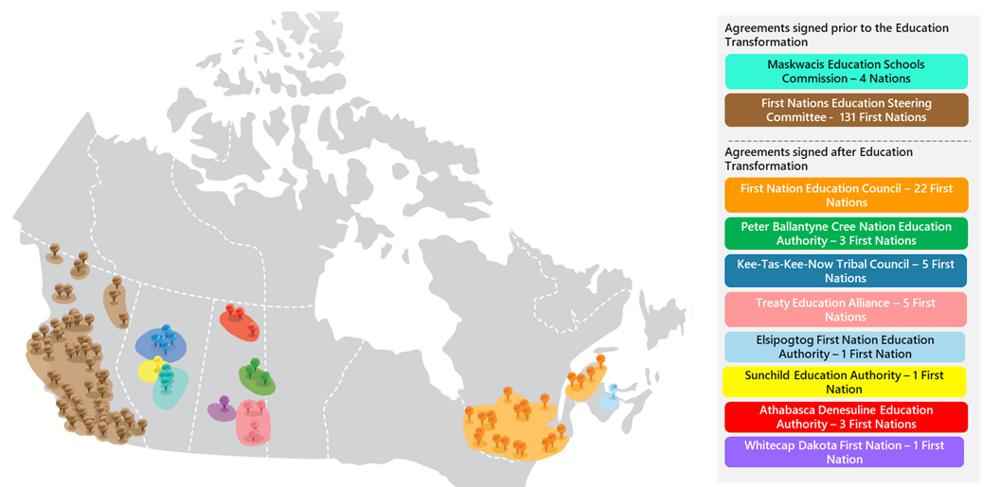 Agreements signed prior to the Education
Transformation
Maskwacis Education Schools
Commission – 4 Nations
First Nations Education Steering
Committee -  131 First Nations
Agreements signed after Education
Transformation
First Nation Education Council – 22 First
Nations
Peter Ballantyne Cree Nation Education
Authority – 3 First Nations
Kee-Tas-Kee-Now Tribal Council – 5 First
Nations
Treaty Education Alliance – 5 First
Nations
Elsipogtog First Nation Education
Authority – 1 First Nation
Sunchild Education Authority – 1 First
Nation
Athabasca Denesuline Education
Authority – 3 First Nations
Whitecap Dakota First Nation – 1 First
Nation